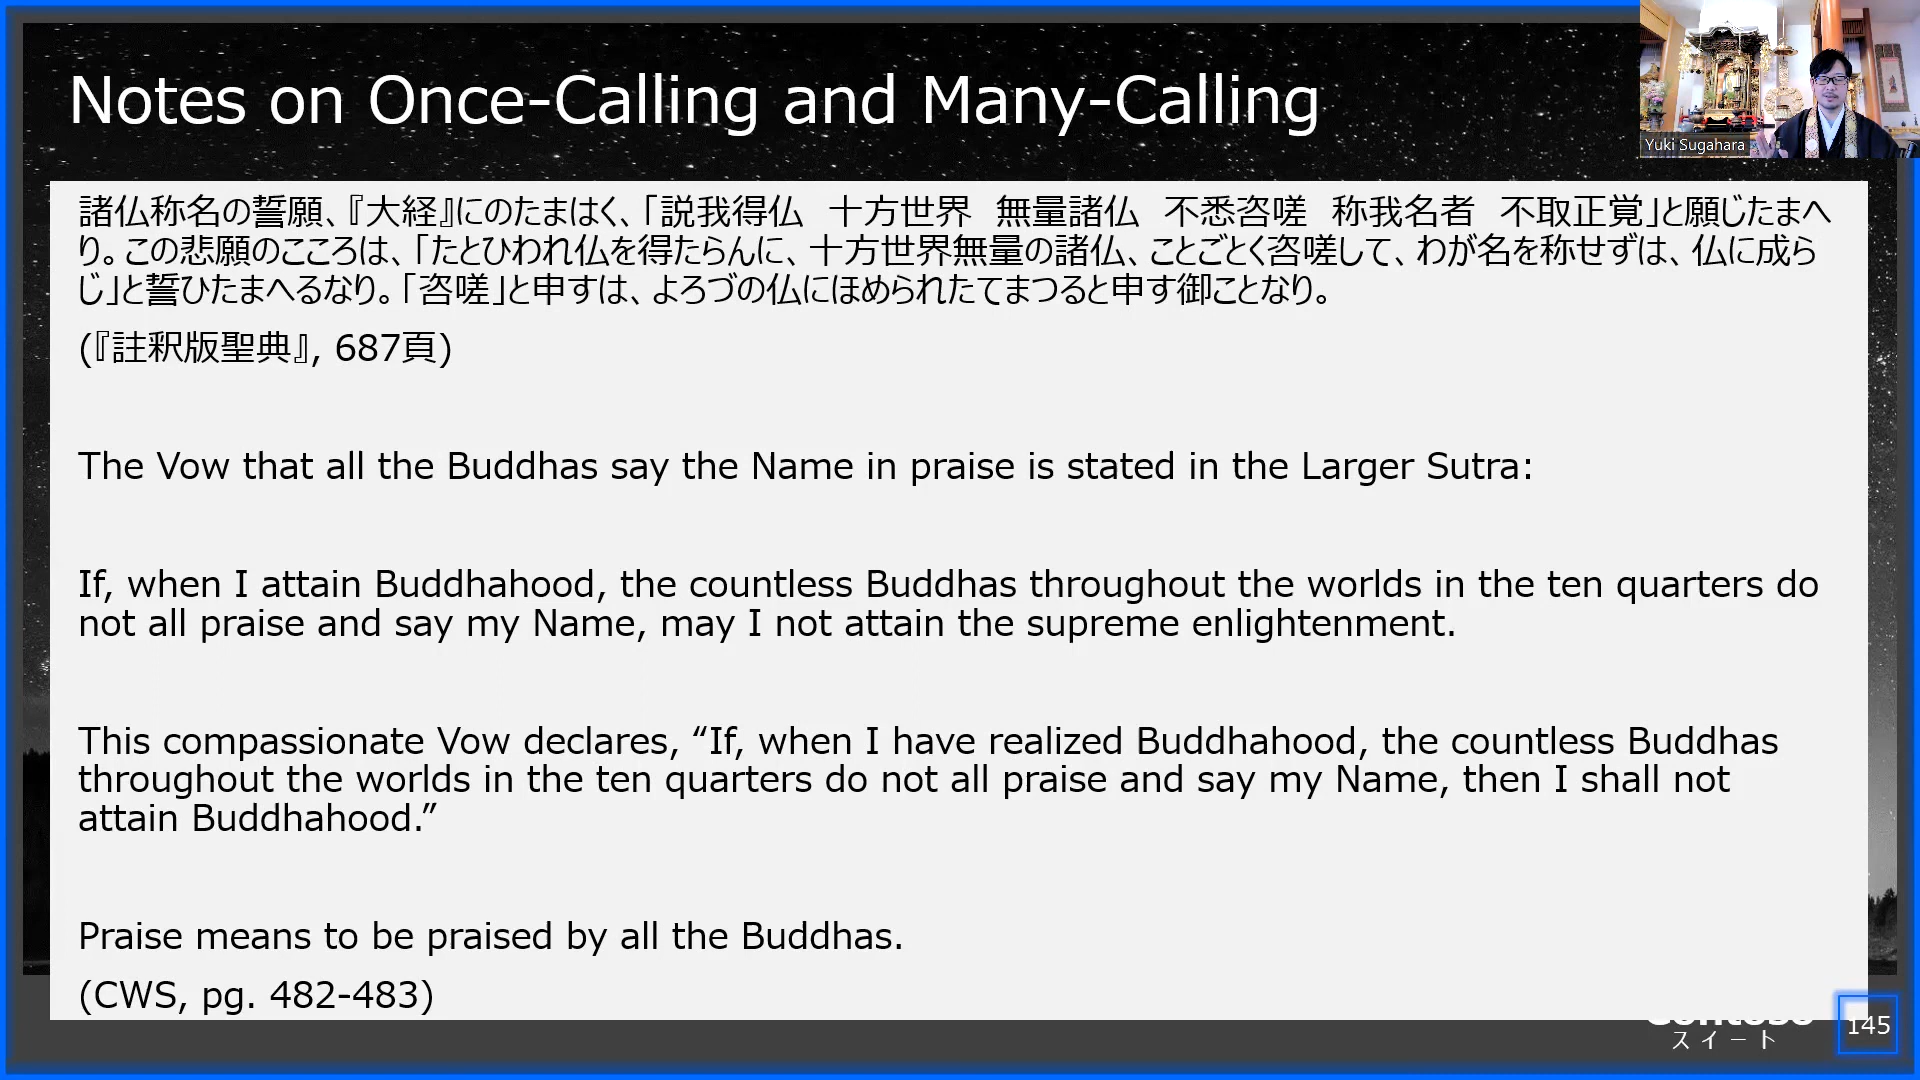 Notes on Once-Calling and Many-Calling
Yuki Sugahara
諸仏称名の誓願、『大経』にのたまはく、「説我得仏　十方世界　無量諸仏　不悉咨嗟　称我名者　不取正覚」と願じたまへ
り。この悲願のこころは、「たとひわれ仏を得たらんに、十方世界無量の諸仏、ことごとく咨嗟して、わが名を称せずは、仏に成ら
じ」と誓ひたまへるなり。「咨嗟」と申すは、よろづの仏にほめられたてまつると申す御ことなり。
(『註釈版聖典』, 687頁)
The Vow that all the Buddhas say the Name in praise is stated in the Larger Sutra:
If, when I attain Buddhahood, the countless Buddhas throughout the worlds in the ten quarters do
not all praise and say my Name, may I not attain the supreme enlightenment.
This compassionate Vow declares, “If, when I have realized Buddhahood, the countless Buddhas
throughout the worlds in the ten quarters do not all praise and say my Name, then I shall not
attain Buddhahood.”
Praise means to be praised by all the Buddhas.
(CWS, pg. 482-483)
Contoso
スイート
145